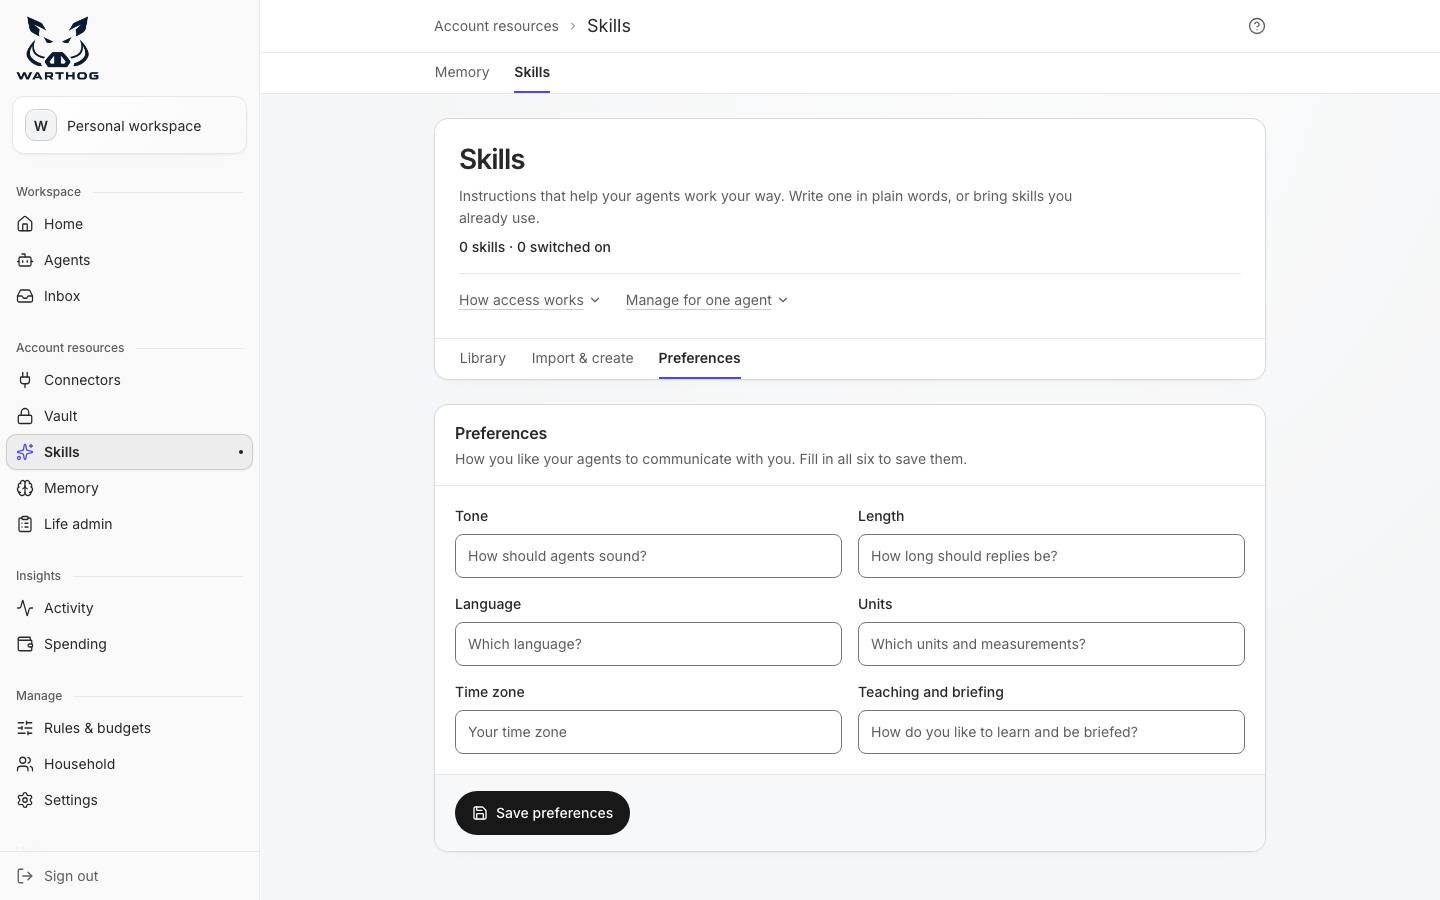 WARTHOG
W
Personal workspace
Workspace
Home
Agents
Inbox
Account resources
Connectors
Vault
Skills
Memory
Life admin
Insights
Activity
Spending
Manage
Rules & budgets
Household
Settings
Sign out
Account resources > Skills
Memory
Skills
Skills
Instructions that help your agents work your way. Write one in plain words, or bring skills you
already use.
0 skills · 0 switched on
How access works
Manage for one agent
Library
Import & create
Preferences
Preferences
How you like your agents to communicate with you. Fill in all six to save them.
Tone
How should agents sound?
Length
How long should replies be?
Language
Which language?
Units
Which units and measurements?
Time zone
Your time zone
Teaching and briefing
How do you like to learn and be briefed?
Save preferences